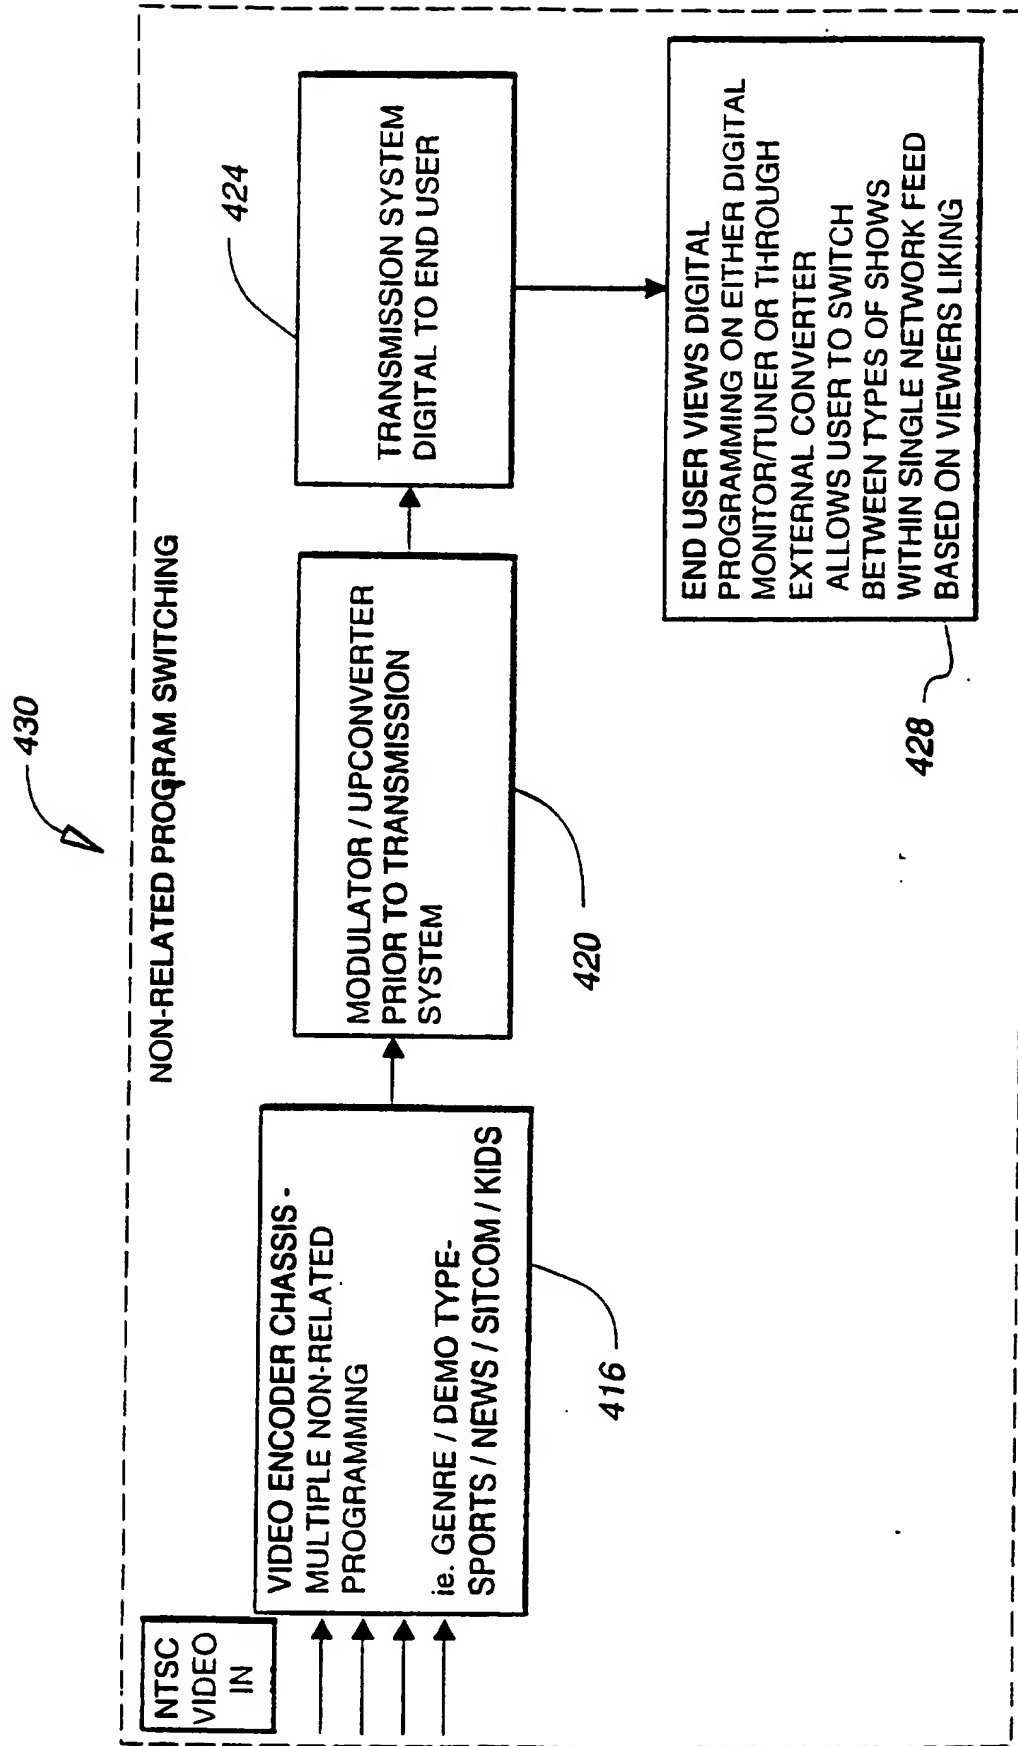 430
NON-RELATED PROGRAM SWITCHING
NTSC
VIDEO
IN
VIDEO ENCODER CHASSIS -
MULTIPLE NON-RELATED
PROGRAMMING
ie. GENRE / DEMO TYPE-
SPORTS / NEWS / SITCOM / KIDS
416
MODULATOR / UPCONVERTER
PRIOR TO TRANSMISSION
SYSTEM
420
424
TRANSMISSION SYSTEM
DIGITAL TO END USER
END USER VIEWS DIGITAL
PROGRAMMING ON EITHER DIGITAL
MONITOR/TUNER OR THROUGH
EXTERNAL CONVERTER
ALLOWS USER TO SWITCH
BETWEEN TYPES OF SHOWS
WITHIN SINGLE NETWORK FEED
BASED ON VIEWERS LIKING
428